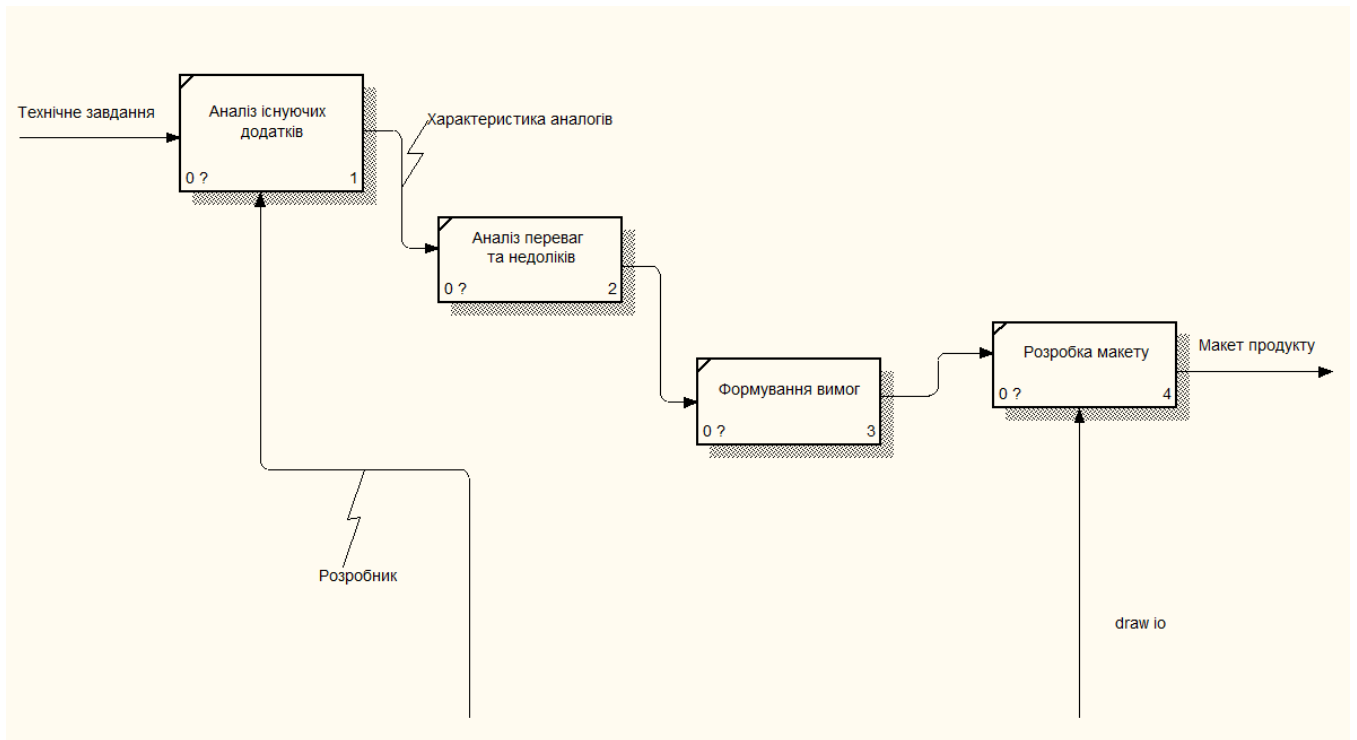 Технічне завдання
Аналіз існуючих
додатків
0 ?
1
Характеристика аналогів
Аналіз переваг
та недоліків
0 ?
2
Формування вимог
0 ?
3
Розробка макету
0 ?
4
Макет продукту
Розробник
draw io